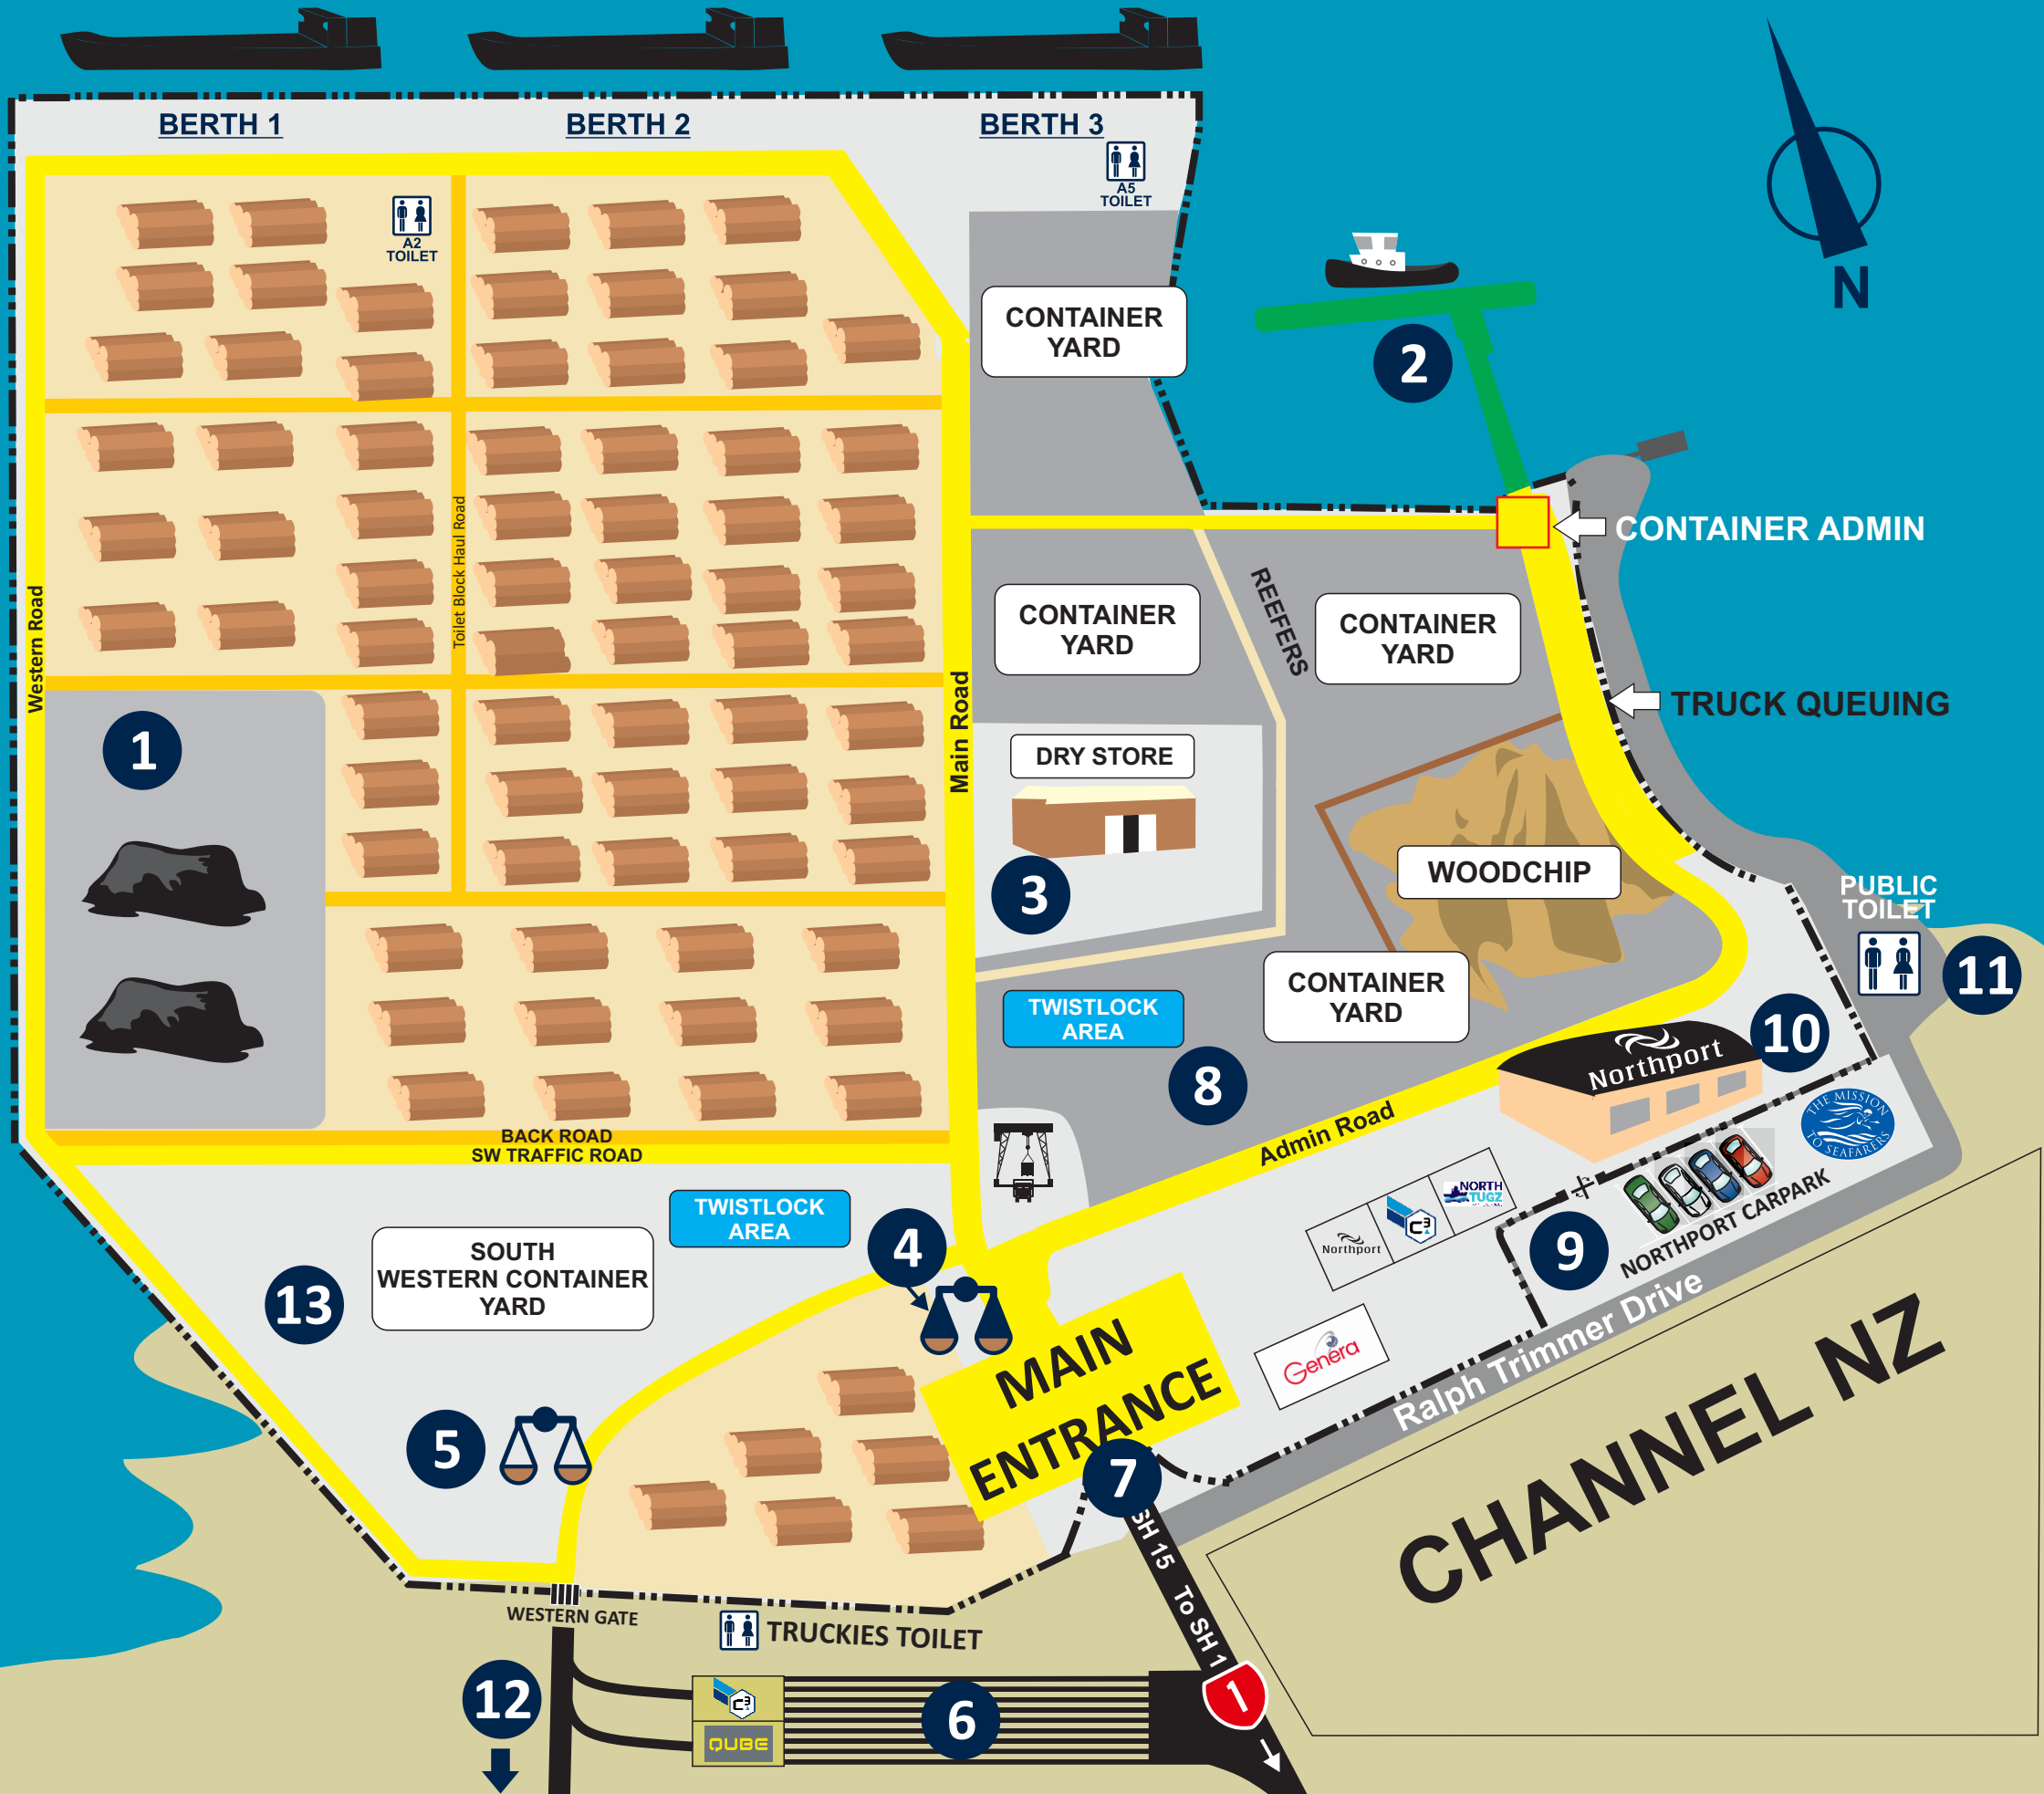 BERTH 1
BERTH 2
BERTH 3
A5
TOILET
A2
TOILET
N
CONTAINER
YARD
2
CONTAINER ADMIN
Toilet Block Haul Road
Western Road
REEFERS
CONTAINER
YARD
CONTAINER
YARD
TRUCK QUEUING
Main Road
1
DRY STORE
3
WOODCHIP
PUBLIC
TOILET
11
CONTAINER
YARD
TWISTLOCK
AREA
8
10
Northport
THE MISSION
TO SEAFARERS
Admin Road
BACK ROAD
SW TRAFFIC ROAD
TWISTLOCK
AREA
4
SOUTH
WESTERN CONTAINER
YARD
13
Northport
C3
NORTH
TUGZ
9
NORTHPORT CARPARK
Genera
Ralph Trimmer Drive
MAIN
ENTRANCE
5
7
CHANNEL NZ
SH 15 To SH 1
1
WESTERN GATE
TRUCKIES TOILET
12
C3
QUBE
6